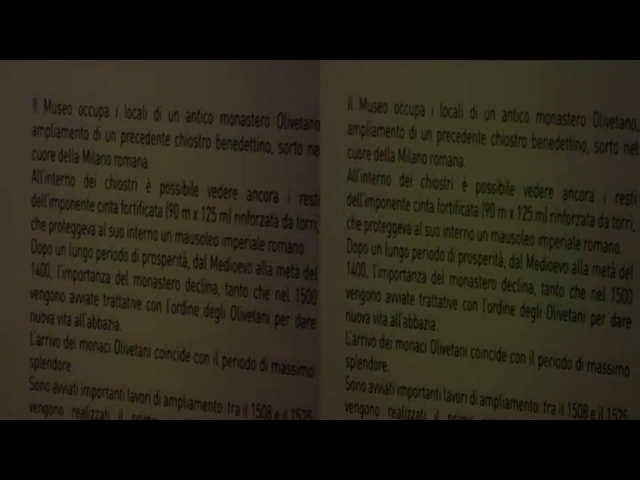 Il Museo occupa i locali di un antico monastero Olivetano,
ampliamento di un precedente chiostro benedettino, sorto nel
cuore della Milano romana.
All'interno dei chiostri è possibile vedere ancora i resti
dell'imponente cinta fortificata (90 m x 125 m) rinforzata da torri,
che proteggeva al suo interno un mausoleo imperiale romano.
Dopo un lungo periodo di prosperità, dal Medioevo alla metà del
1400, l'importanza del monastero declina, tanto che nel 1500
vengono avviate trattative con l'ordine degli Olivetani per dare
nuova vita all'abbazia.
L'arrivo dei monaci Olivetani coincide con il periodo di massimo
splendore.
Sono avviati importanti lavori di ampliamento: tra il 1508 e il 1525
vengono realizzati il primo
Il Museo occupa i locali di un antico monastero Olivetano,
ampliamento di un precedente chiostro benedettino, sorto nel
cuore della Milano romana.
All'interno dei chiostri è possibile vedere ancora i resti
dell'imponente cinta fortificata (90 m x 125 m) rinforzata da torri,
che proteggeva al suo interno un mausoleo imperiale romano.
Dopo un lungo periodo di prosperità, dal Medioevo alla metà del
1400, l'importanza del monastero declina, tanto che nel 1500
vengono avviate trattative con l'ordine degli Olivetani per dare
nuova vita all'abbazia.
L'arrivo dei monaci Olivetani coincide con il periodo di massimo
splendore.
Sono avviati importanti lavori di ampliamento: tra il 1508 e il 1525
vengono realizzati il primo